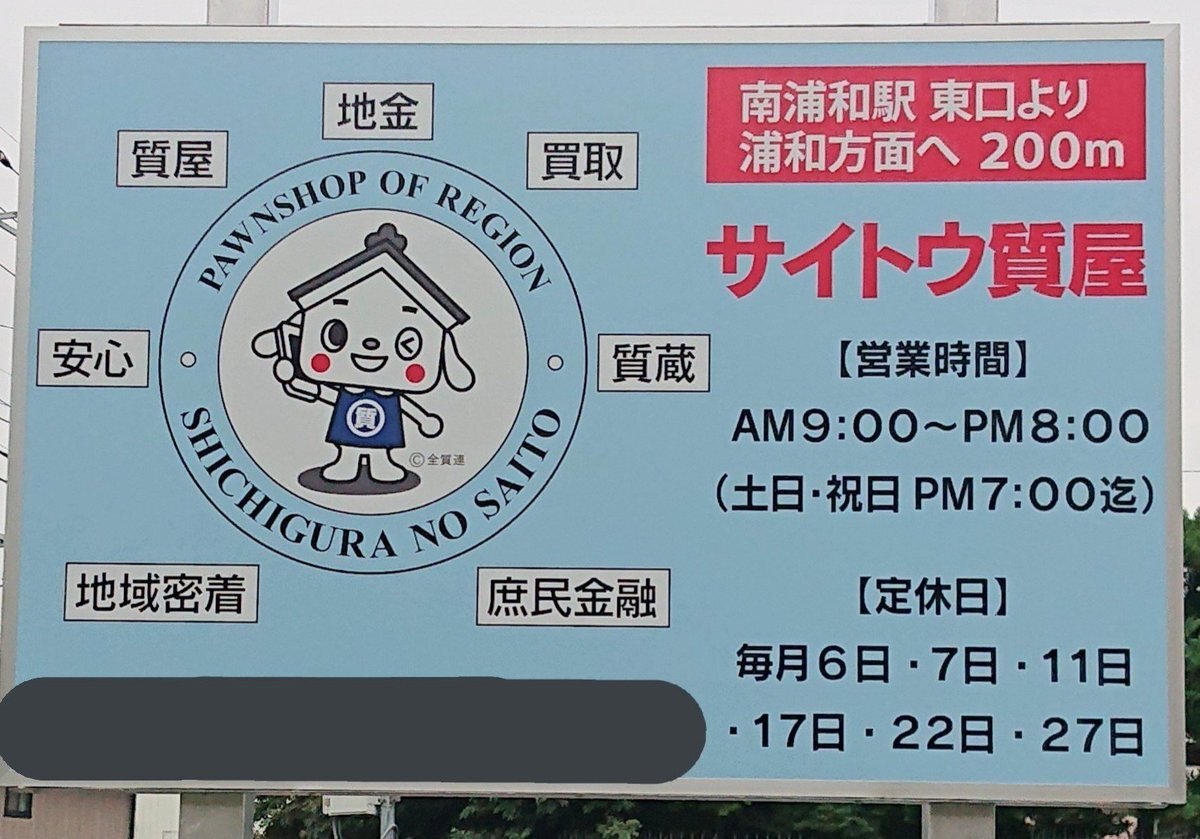 地金
質屋
買取
安心
質蔵
地域密着
庶民金融
PAWNSHOP OF REGION
SHICHIGURA NO SAITO
質
©全質連
南浦和駅 東口より
浦和方面へ 200m
サイトウ質屋
【営業時間】
AM9:00～PM8:00
(土日・祝日 PM7:00迄)
【定休日】
毎月6日・7日・11日
・17日・22日・27日